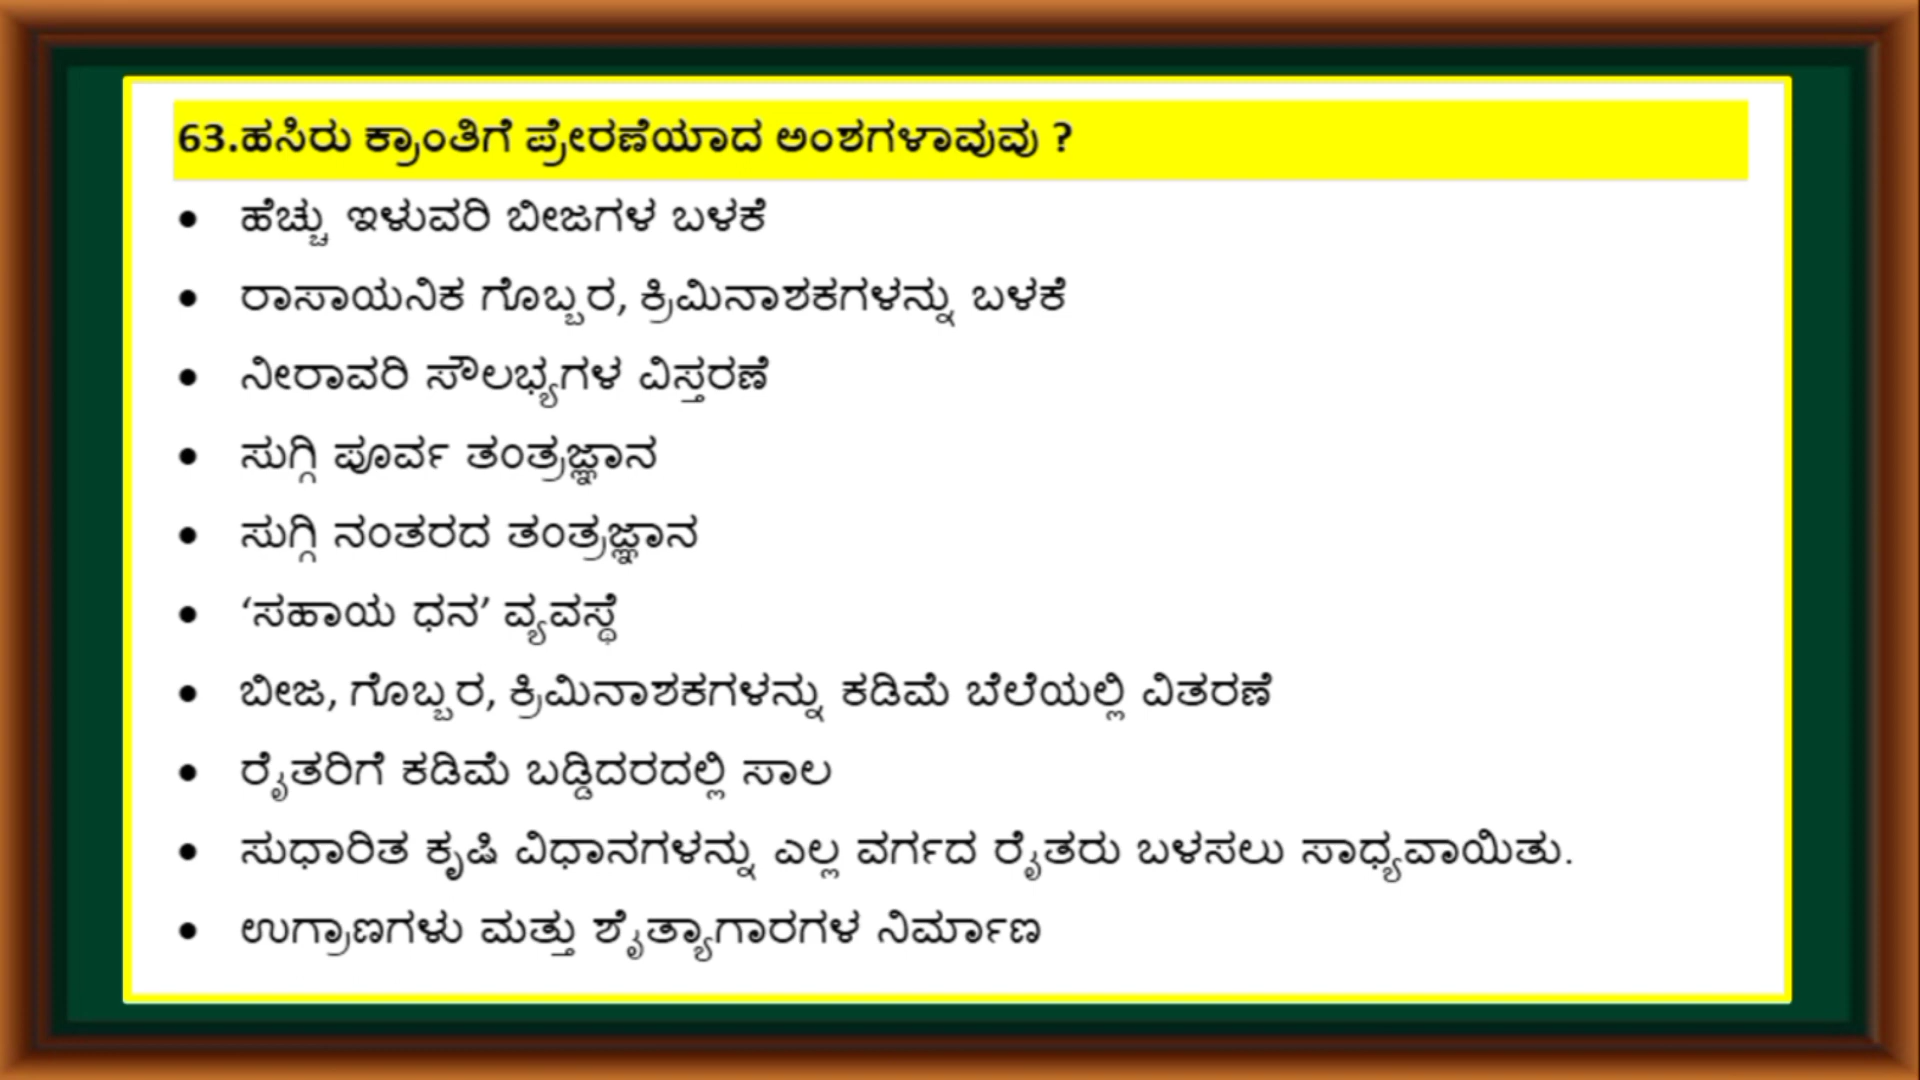 63.ಹಸಿರು ಕ್ರಾಂತಿಗೆ ಪ್ರೇರಣೆಯಾದ ಅಂಶಗಳಾವುವು ?
• ಹೆಚ್ಚು ಇಳುವರಿ ಬೀಜಗಳ ಬಳಕೆ
• ರಾಸಾಯನಿಕ ಗೊಬ್ಬರ, ಕ್ರಿಮಿನಾಶಕಗಳನ್ನು ಬಳಕೆ
• ನೀರಾವರಿ ಸೌಲಭ್ಯಗಳ ವಿಸ್ತರಣೆ
• ಸುಗ್ಗಿ ಪೂರ್ವ ತಂತ್ರಜ್ಞಾನ
• ಸುಗ್ಗಿ ನಂತರದ ತಂತ್ರಜ್ಞಾನ
• ‘ಸಹಾಯ ಧನ’ ವ್ಯವಸ್ಥೆ
• ಬೀಜ, ಗೊಬ್ಬರ, ಕ್ರಿಮಿನಾಶಕಗಳನ್ನು ಕಡಿಮೆ ಬೆಲೆಯಲ್ಲಿ ವಿತರಣೆ
• ರೈತರಿಗೆ ಕಡಿಮೆ ಬಡ್ಡಿದರದಲ್ಲಿ ಸಾಲ
• ಸುಧಾರಿತ ಕೃಷಿ ವಿಧಾನಗಳನ್ನು ಎಲ್ಲ ವರ್ಗದ ರೈತರು ಬಳಸಲು ಸಾಧ್ಯವಾಯಿತು.
• ಉಗ್ರಾಣಗಳು ಮತ್ತು ಶೈತ್ಯಾಗಾರಗಳ ನಿರ್ಮಾಣ